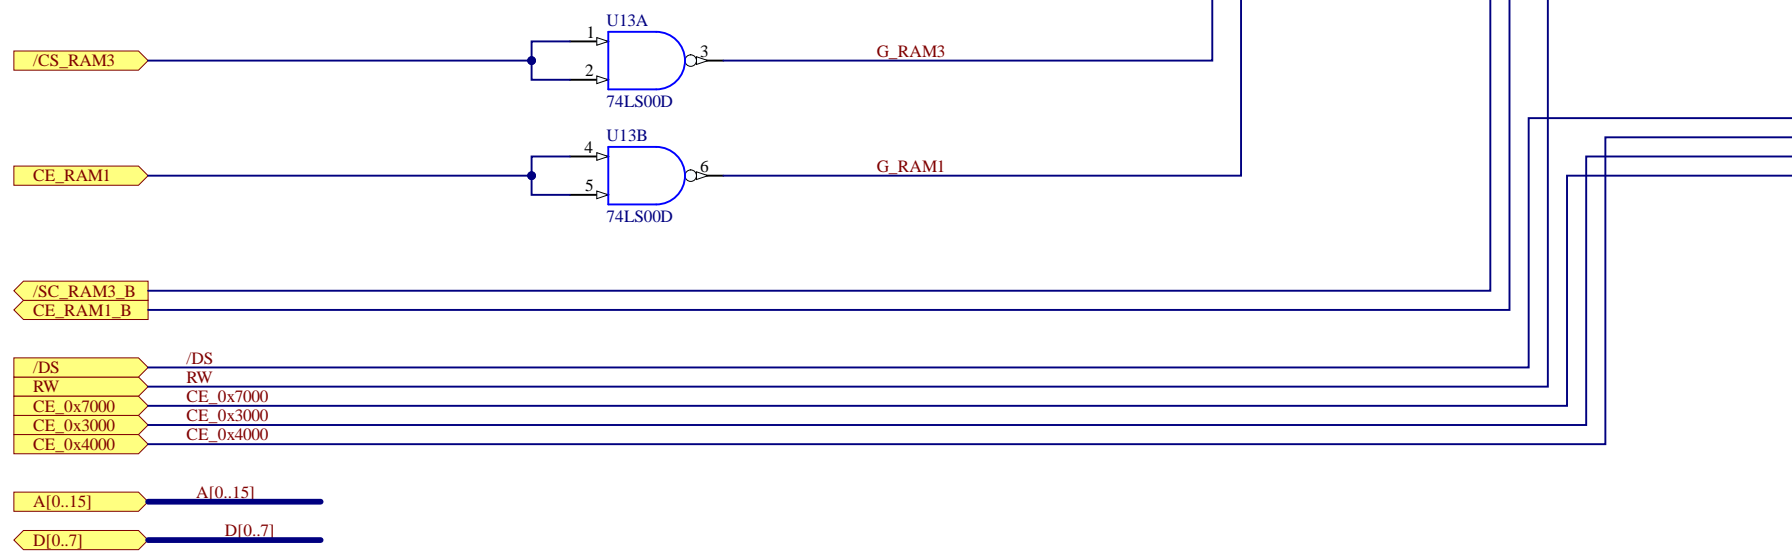 U13A
/CS_RAM3
1
2
3
G_RAM3
74LS00D
U13B
CE_RAM1
4
5
6
G_RAM1
74LS00D
/SC_RAM3_B
CE_RAM1_B
/DS
/DS
RW
RW
CE_0x7000
CE_0x7000
CE_0x3000
CE_0x3000
CE_0x4000
CE_0x4000
A[0..15]
A[0..15]
D[0..7]
D[0..7]